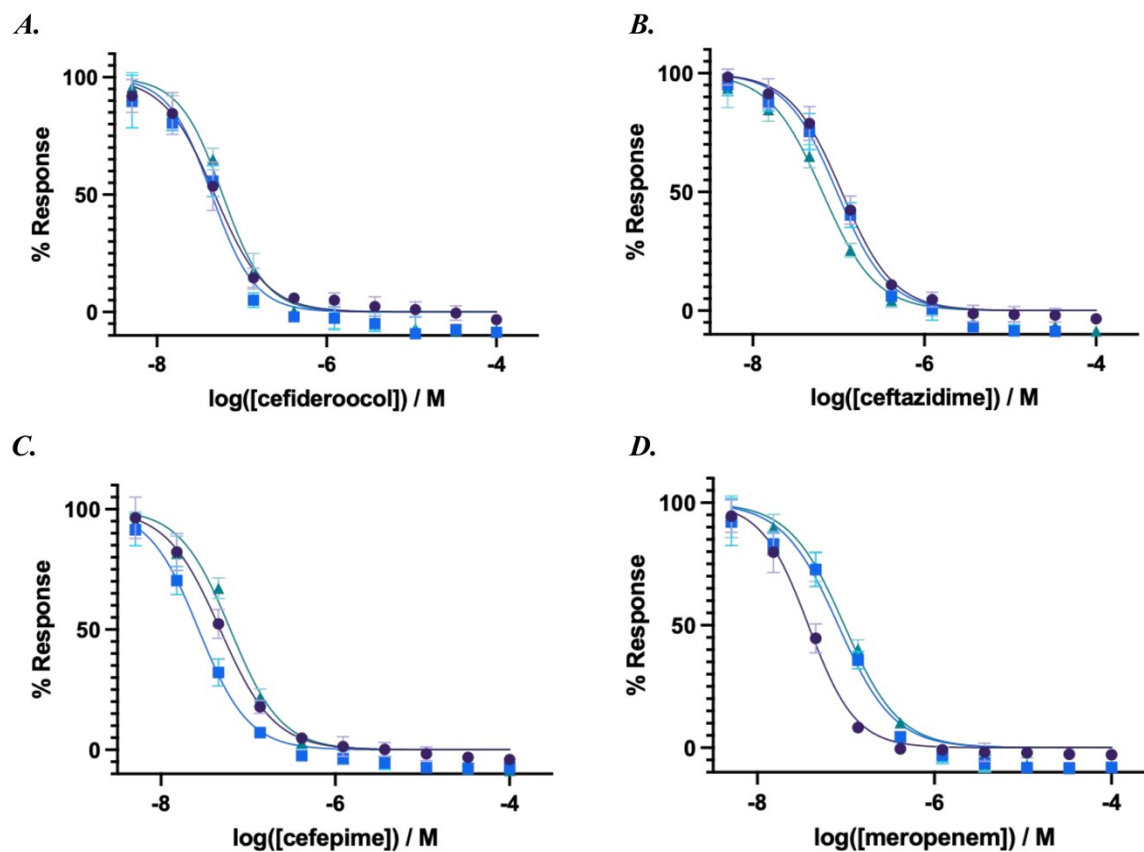 A.
% Response
100
50
0
-8
-6
-4
log([cefideroocol]) / M
B.
% Response
100
50
0
-8
-6
-4
log([ceftazidime]) / M
C.
% Response
100
50
0
-8
-6
-4
log([cefepime]) / M
D.
% Response
100
50
0
-8
-6
-4
log([meropenem]) / M